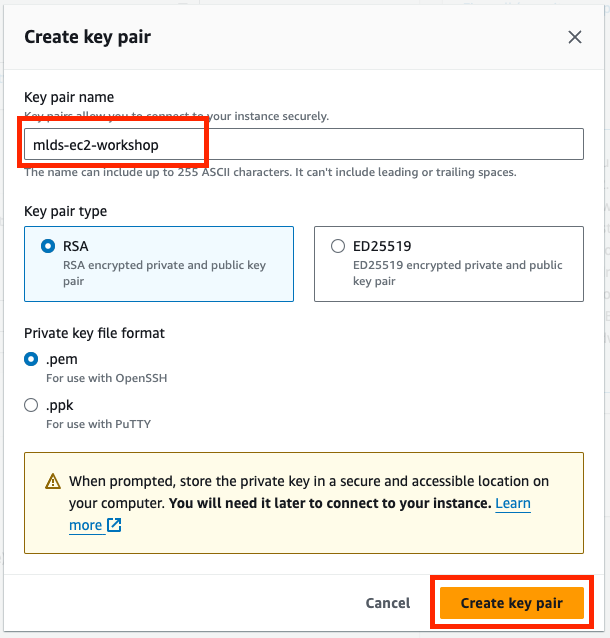 Create key pair
Key pair name
Key pairs allow you to connect to your instance securely.
mlds-ec2-workshop
The name can include up to 255 ASCII characters. It can't include leading or trailing spaces.
Key pair type
RSA
RSA encrypted private and public key
pair
ED25519
ED25519 encrypted private and public
key pair
Private key file format
.pem
For use with OpenSSH
.ppk
For use with PuTTY
When prompted, store the private key in a secure and accessible location on
your computer. You will need it later to connect to your instance. Learn
more
Cancel
Create key pair